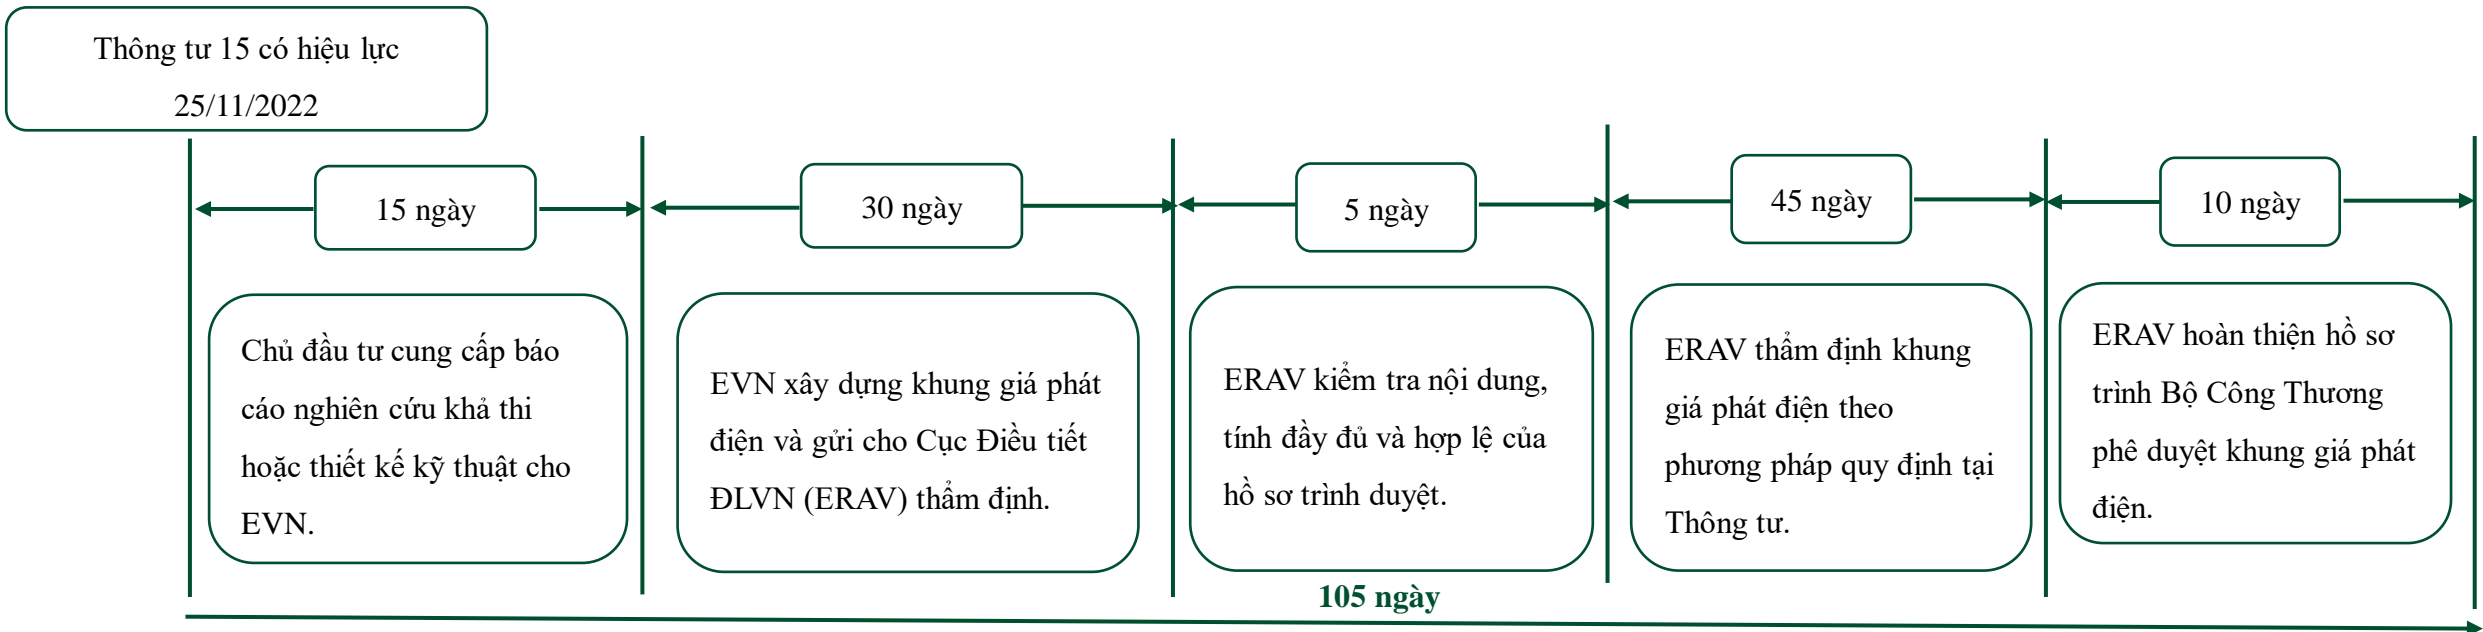 Thông tư 15 có hiệu lực
25/11/2022
15 ngày
30 ngày
5 ngày
45 ngày
10 ngày
Chủ đầu tư cung cấp báo
cáo nghiên cứu khả thi
hoặc thiết kế kỹ thuật cho
EVN.
EVN xây dựng khung giá phát
điện và gửi cho Cục Điều tiết
ĐLVN (ERAV) thẩm định.
ERAV kiểm tra nội dung,
tính đầy đủ và hợp lệ của
hồ sơ trình duyệt.
ERAV thẩm định khung
giá phát điện theo
phương pháp quy định tại
Thông tư.
ERAV hoàn thiện hồ sơ
trình Bộ Công Thương
phê duyệt khung giá phát
điện.
105 ngày